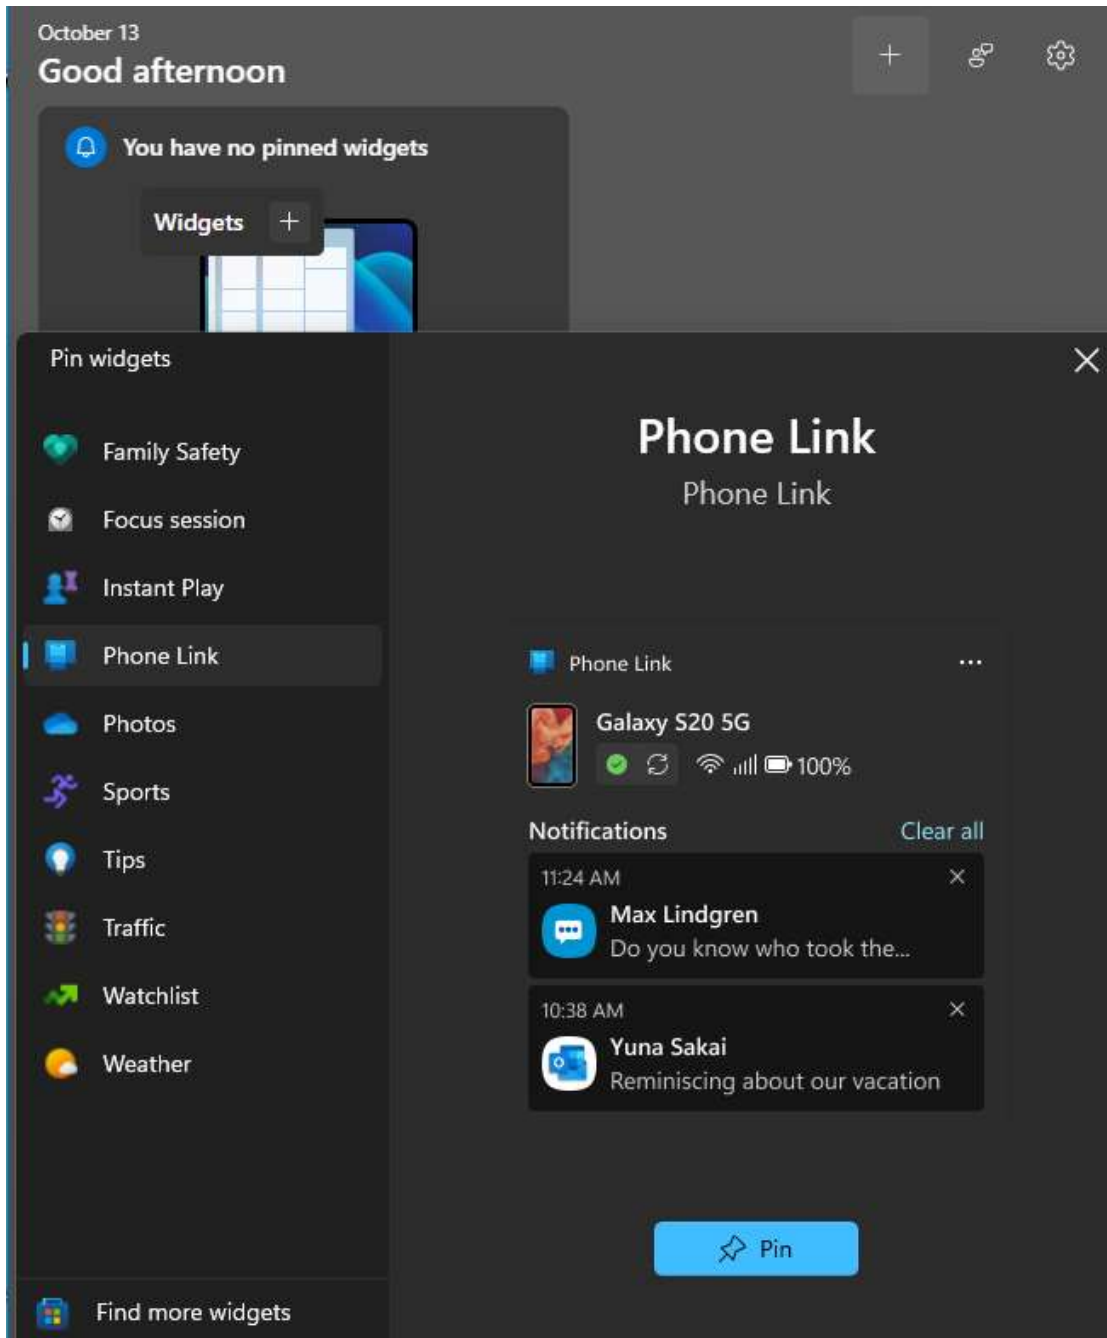 October 13
Good afternoon
You have no pinned widgets
Widgets
Pin widgets
Family Safety
Focus session
Instant Play
Phone Link
Photos
Sports
Tips
Traffic
Watchlist
Weather
Find more widgets
Phone Link
Phone Link
Phone Link
Galaxy S20 5G
100%
Notifications Clear all
11:24 AM
Max Lindgren
Do you know who took the...
10:38 AM
Yuna Sakai
Reminiscing about our vacation
Pin